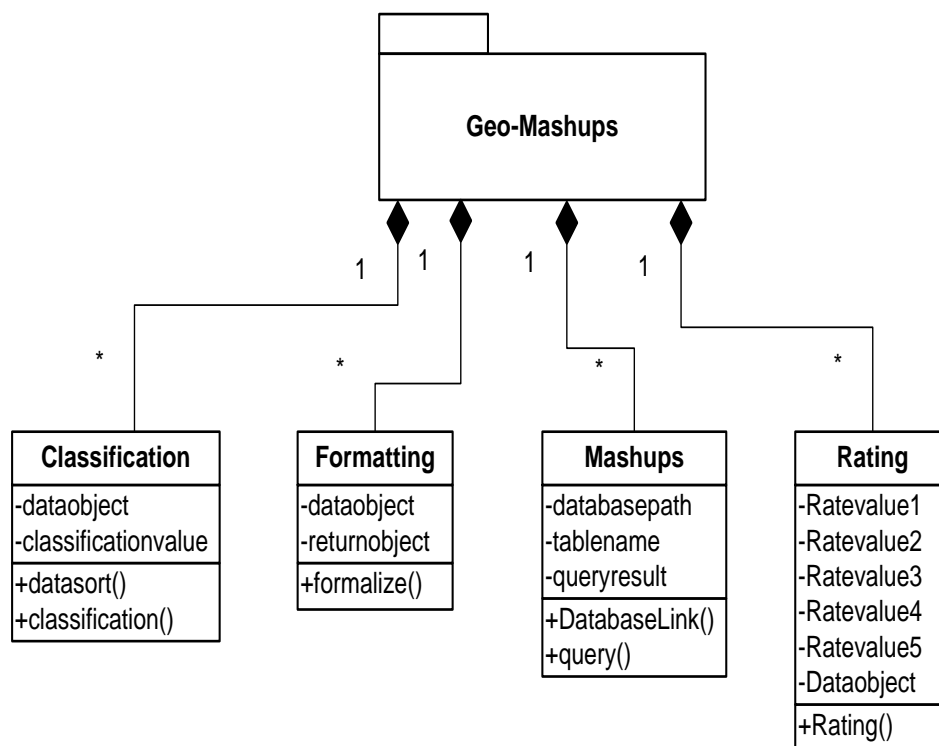 Geo-Mashups
1
1
1
1
*
*
*
*
Classification
-dataobject
-classificationvalue
+datasort()
+classification()
Formatting
-dataobject
-returnobject
+formalize()
Mashups
-databasepath
-tablename
-queryresult
+DatabaseLink()
+query()
Rating
-Ratevalue1
-Ratevalue2
-Ratevalue3
-Ratevalue4
-Ratevalue5
-Dataobject
+Rating()